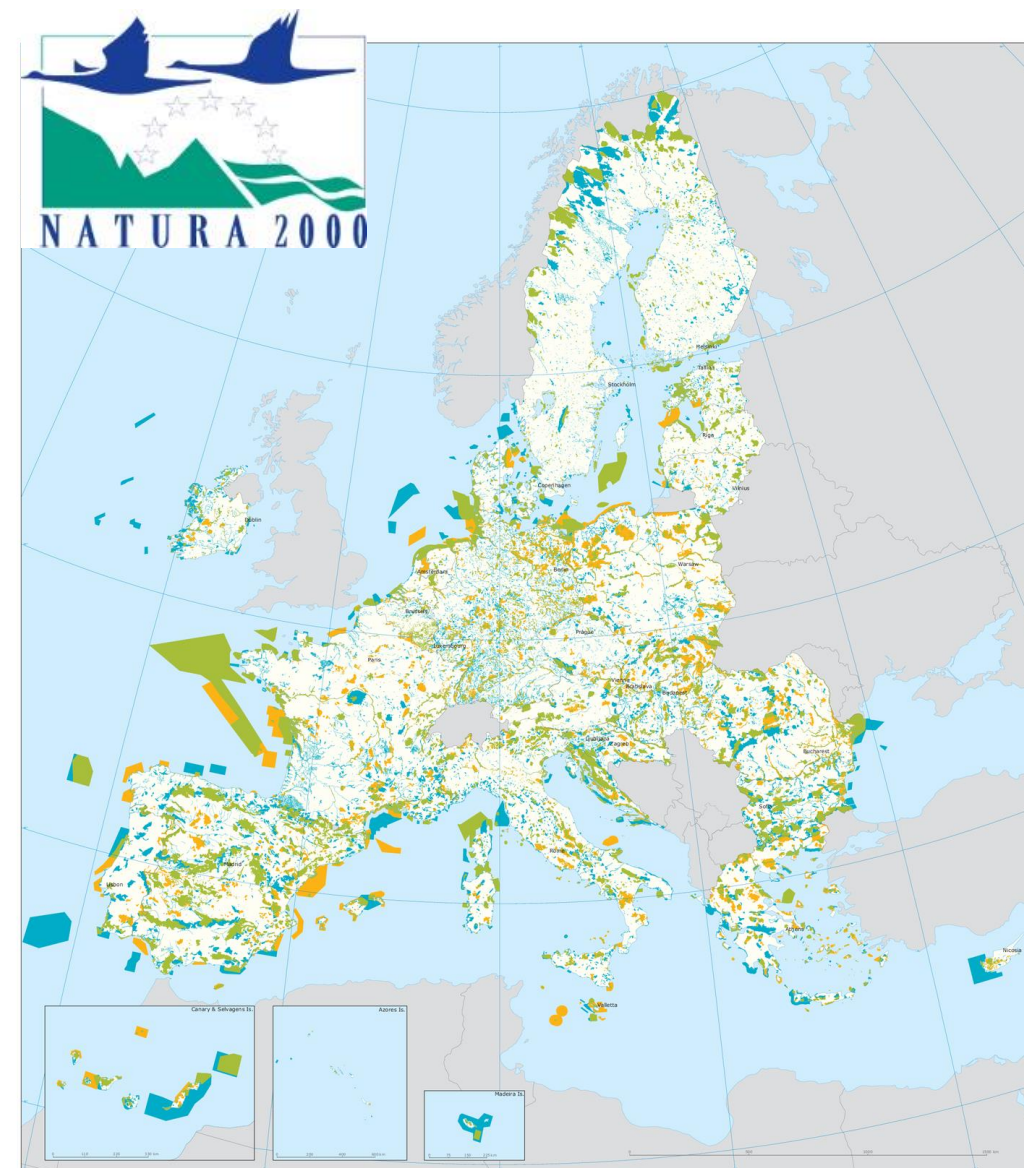 NATURA 2000
Helsinki
Tallinn
Stockholm
Riga
Copenhagen
Vilnius
Dublin
Berlin
Warsaw
Amsterdam
Brussels
Prague
Luxembourg
Paris
Vienna
Bratislava
Budapest
Ljubljana
Zagreb
Bucharest
Sofia
Rome
Madrid
Lisbon
Athens
Nicosia
Valletta
Canary & Selvagens Is.
Azores Is.
Madeira Is.